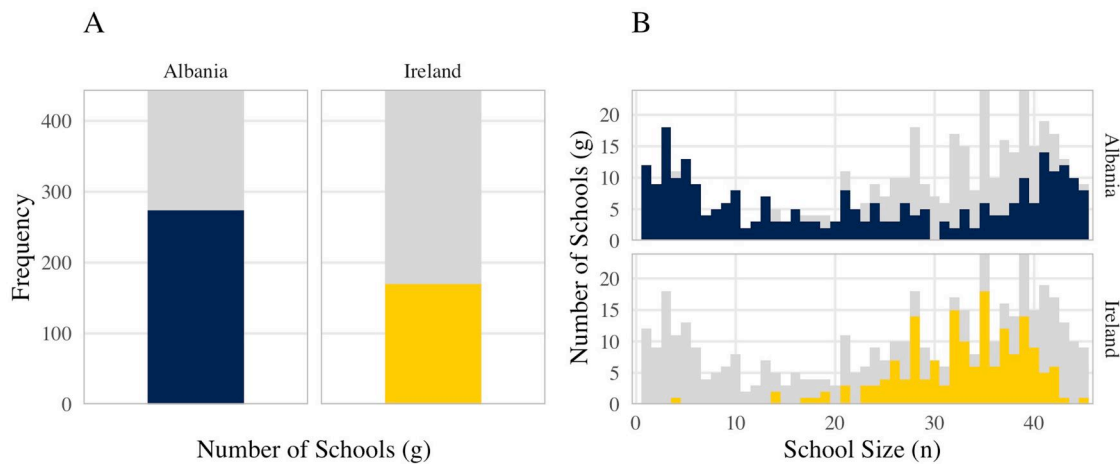 A
Albania
Ireland
Frequency
400
300
200
100
0
Number of Schools (g)
B
Number of Schools (g)
20
15
10
5
0
Albania
20
15
10
5
0
Ireland
0
10
20
30
40
School Size (n)